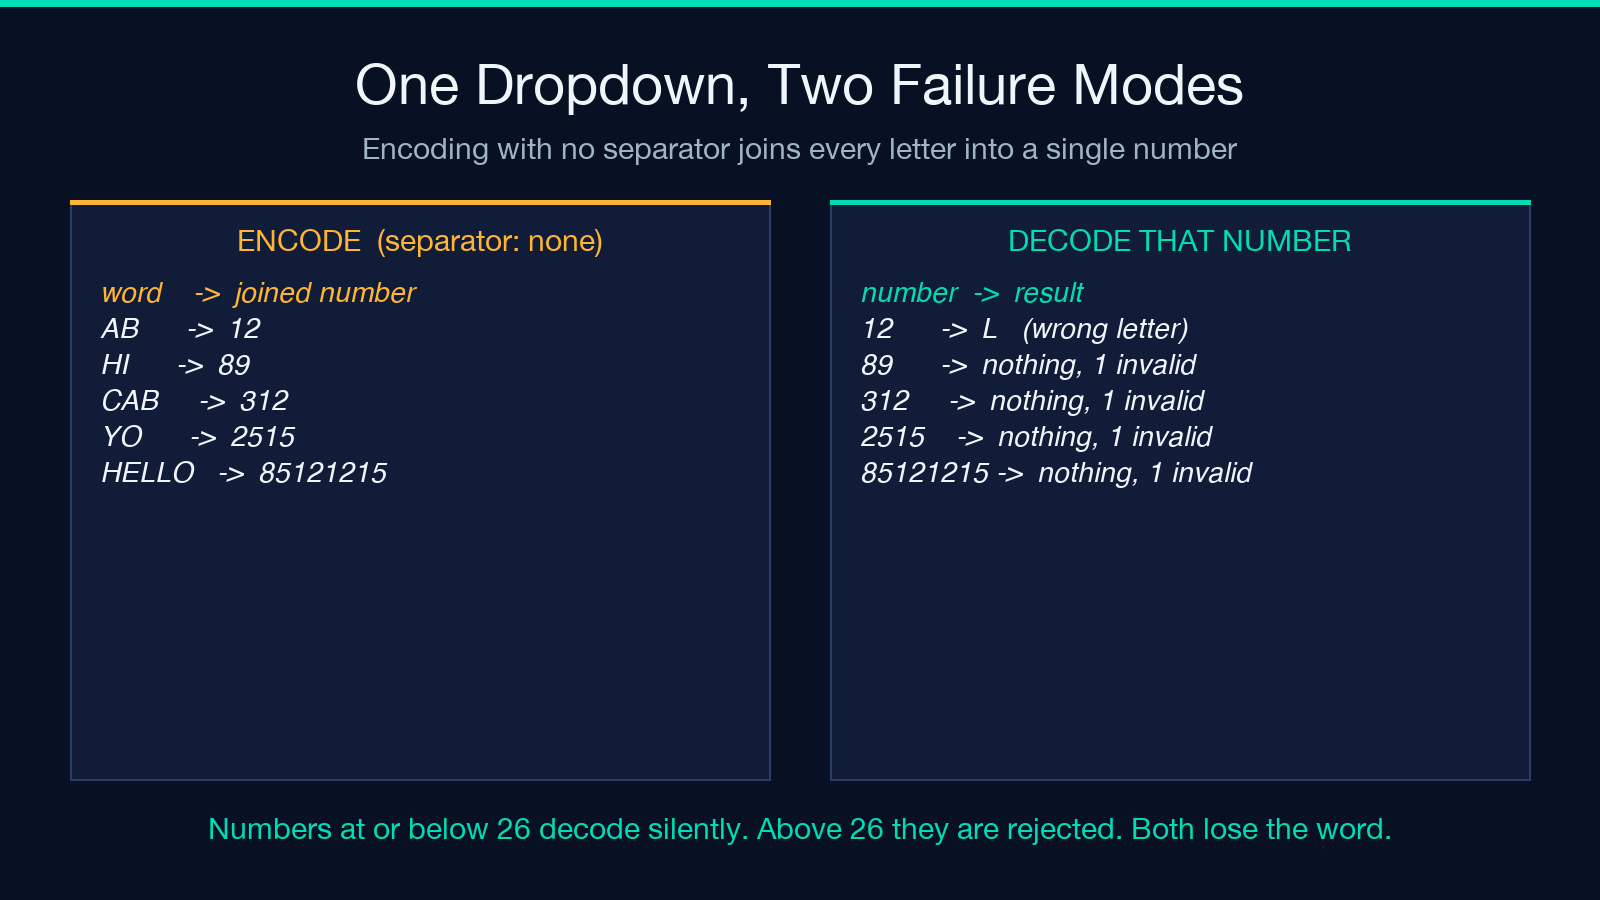 One Dropdown, Two Failure Modes
Encoding with no separator joins every letter into a single number
ENCODE (separator: none)
word -> joined number
AB -> 12
HI -> 89
CAB -> 312
YO -> 2515
HELLO -> 85121215
DECODE THAT NUMBER
number -> result
12 -> L (wrong letter)
89 -> nothing, 1 invalid
312 -> nothing, 1 invalid
2515 -> nothing, 1 invalid
85121215 -> nothing, 1 invalid
Numbers at or below 26 decode silently. Above 26 they are rejected. Both lose the word.